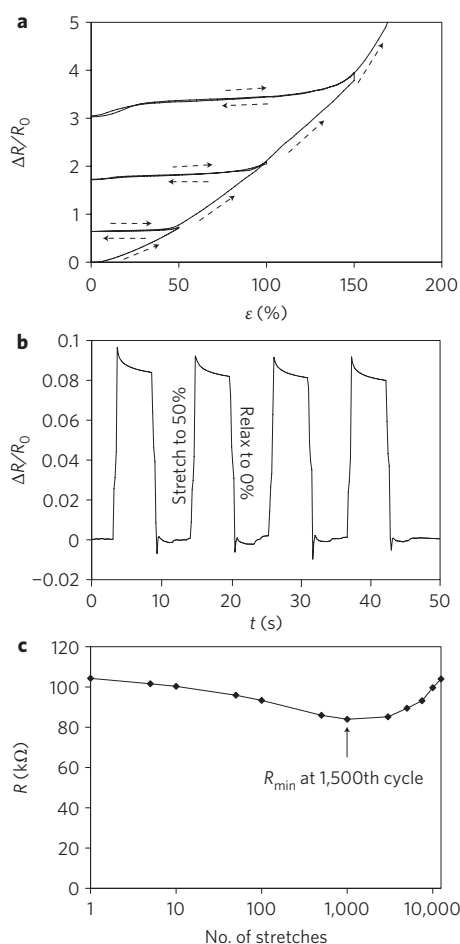 a
5
4
3
2
1
0
ΔR/R0
0 50 100 150 200
ε (%)
b
0.1
0.08
0.06
0.04
0.02
0
−0.02
ΔR/R0
Stretch to 50%
Relax to 0%
0 10 20 30 40 50
t (s)
c
120
100
80
60
40
20
0
R (kΩ)
Rmin at 1,500th cycle
1 10 100 1,000 10,000
No. of stretches